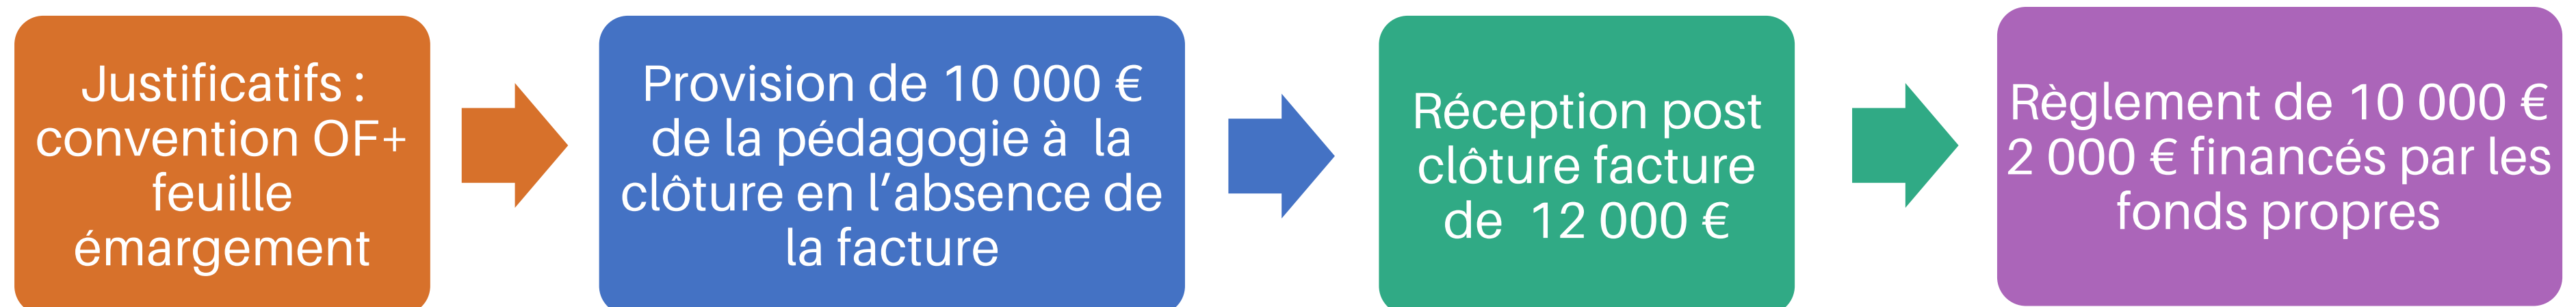 Justificatifs :
convention OF+
feuille
émargement
Provision de 10 000 €
de la pédagogie à la
clôture en l’absence de
la facture
Réception post
clôture facture
de 12 000 €
Règlement de 10 000 €
2 000 € financés par les
fonds propres